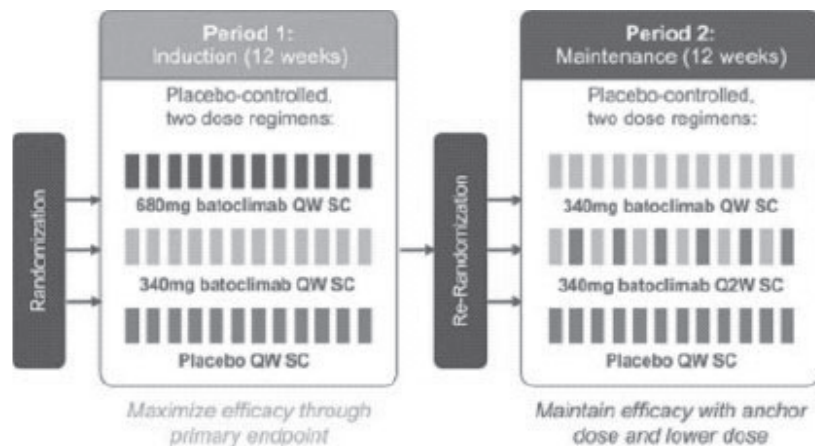 Randomization
Period 1:
Induction (12 weeks)
Placebo-controlled,
two dose regimens:
680mg batoclimab QW SC
340mg batoclimab QW SC
Placebo QW SC
Maximize efficacy through
primary endpoint
Re-Randomization
Period 2:
Maintenance (12 weeks)
Placebo-controlled,
two dose regimens:
340mg batoclimab QW SC
340mg batoclimab Q2W SC
Placebo QW SC
Maintain efficacy with anchor
dose and lower dose